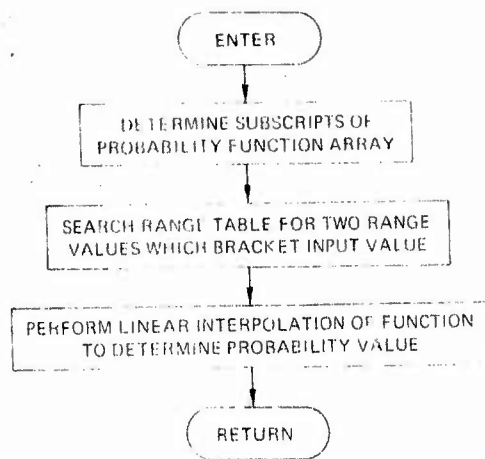 ENTER
DETERMINE SUBSCRIPTS OF
PROBABILITY FUNCTION ARRAY
SEARCH RANGE TABLE FOR TWO RANGE
VALUES WHICH BRACKET INPUT VALUE
PERFORM LINEAR INTERPOLATION OF FUNCTION
TO DETERMINE PROBABILITY VALUE
RETURN